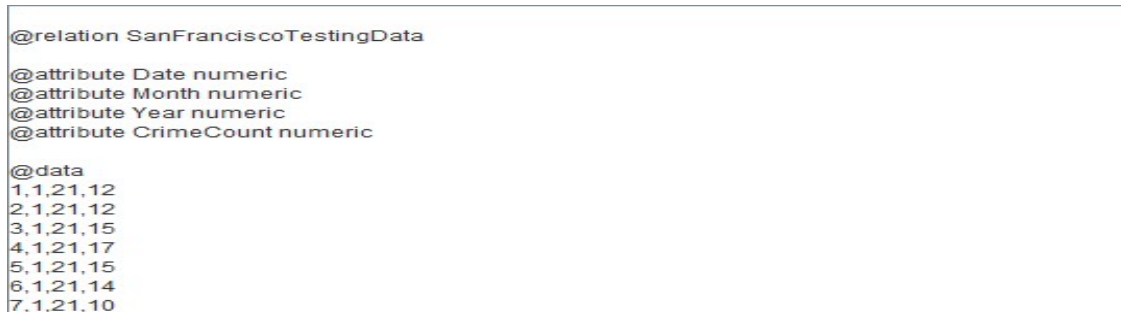 @relation SanFranciscoTestingData
@attribute Date numeric
@attribute Month numeric
@attribute Year numeric
@attribute CrimeCount numeric
@data
1,1,21,12
2,1,21,12
3,1,21,15
4,1,21,17
5,1,21,15
6,1,21,14
7,1,21,10